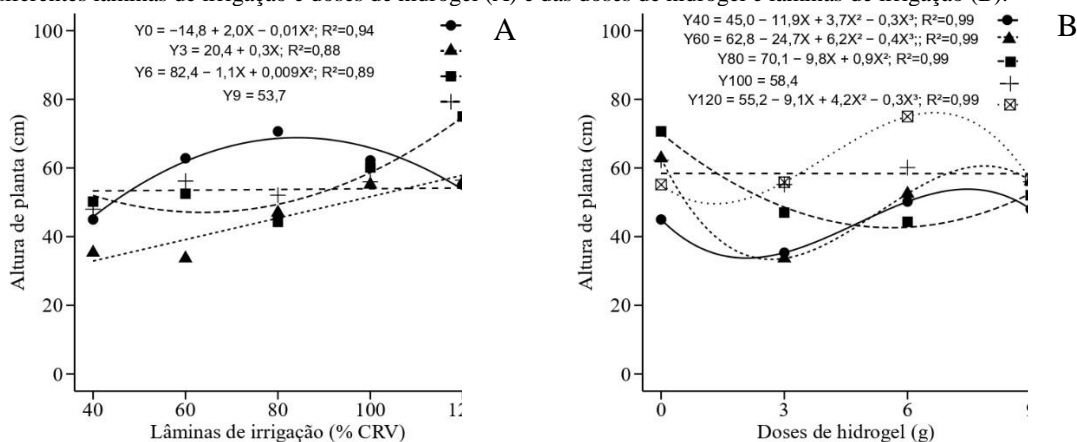 diferentes lâminas de irrigação e doses de hidrogel (A) e das doses de hidrogel e lâminas de irrigação (B).
A
Y0 = −14,8 + 2,0X − 0,01X²; R²=0,94
Y3 = 20,4 + 0,3X; R²=0,88
Y6 = 82,4 − 1,1X + 0,009X²; R²=0,89
Y9 = 53,7
Altura de planta (cm)
100
80
60
40
20
0
40 60 80 100 12
Lâminas de irrigação (% CRV)
B
Y40 = 45,0 − 11,9X + 3,7X² − 0,3X³; R²=0,99
Y60 = 62,8 − 24,7X + 6,2X² − 0,4X³;; R²=0,99
Y80 = 70,1 − 9,8X + 0,9X²; R²=0,99
Y100 = 58,4
Y120 = 55,2 − 9,1X + 4,2X² − 0,3X³; R²=0,99
Altura de planta (cm)
100
80
60
40
20
0
0 3 6 9
Doses de hidrogel (g)